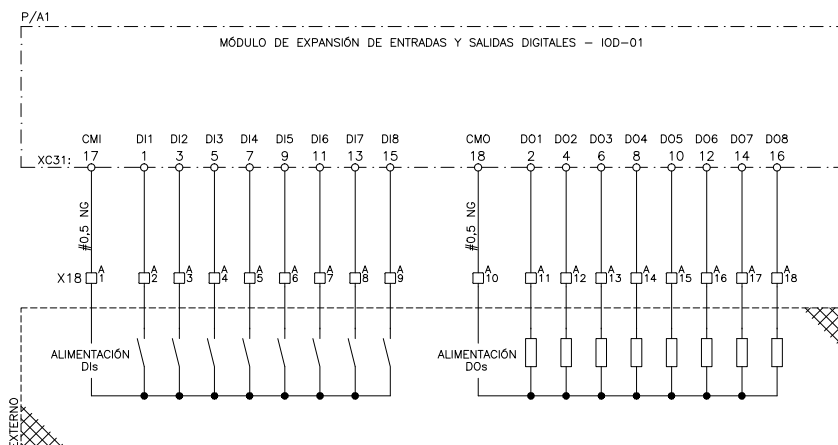 P/A1
MÓDULO DE EXPANSIÓN DE ENTRADAS Y SALIDAS DIGITALES – IOD–01
CMI DI1 DI2 DI3 DI4 DI5 DI6 DI7 DI8 CMO DO1 DO2 DO3 DO4 DO5 DO6 DO7 DO8
XC31: 17 1 3 5 7 9 11 13 15 18 2 4 6 8 10 12 14 16
#0,5 NG #0,5 NG
A A A A A A A A A A A A A A A A A A
X18 1 2 3 4 5 6 7 8 9 10 11 12 13 14 15 16 17 18
ALIMENTACIÓN ALIMENTACIÓN
DIs DOs
EXTERNO